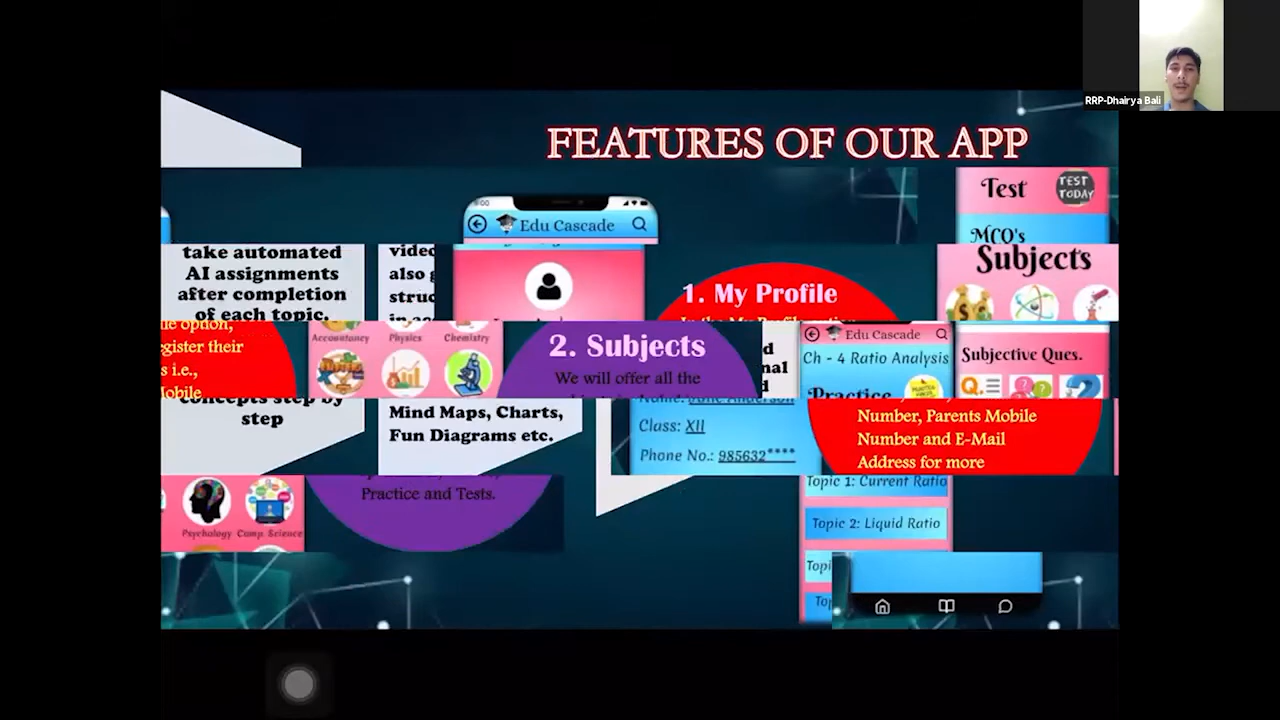 RRP-Dhairya Bali
FEATURES OF OUR APP
Test
TEST
TODAY
MCQ's
Edu Cascade
take automated
AI assignments
after completion
of each topic.
also
struc
1. My Profile
Subjects
option,
register their
i.e.,
Accountancy
Physics
Chemistry
2. Subjects
We will offer all the
Edu Cascade
Ch - 4 Ratio Analysis
Practice
Subjective Ques.
concepts step by
step
Mind Maps, Charts,
Fun Diagrams etc.
Class: XII
Phone No.: 985632****
Number, Parents Mobile
Number and E-Mail
Address for more
Psychology
Comp. Science
Practice and Tests.
Topic 1: Current Ratio
Topic 2: Liquid Ratio